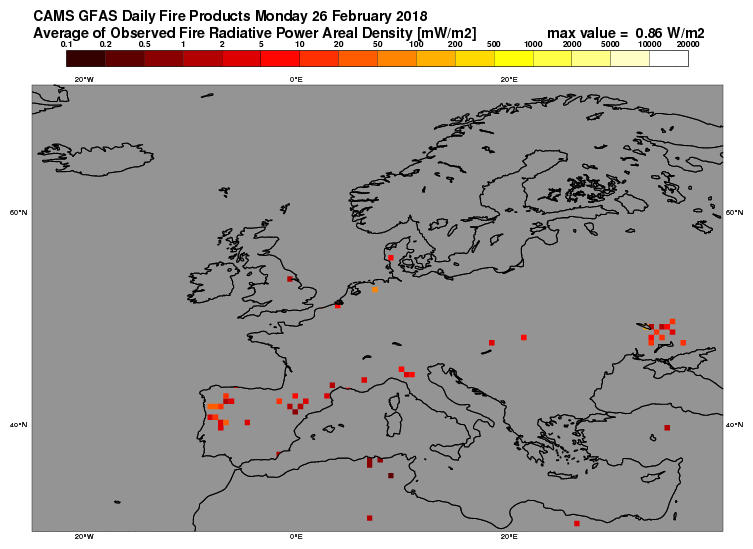 CAMS GFAS Daily Fire Products Monday 26 February 2018
Average of Observed Fire Radiative Power Areal Density [mW/m2] max value = 0.86 W/m2
0.1 0.2 0.5 1 2 5 10 20 50 100 200 500 1000 2000 5000 10000 20000
20°W 0°E 20°E
60°N 60°N
40°N 40°N
20°W 0°E 20°E